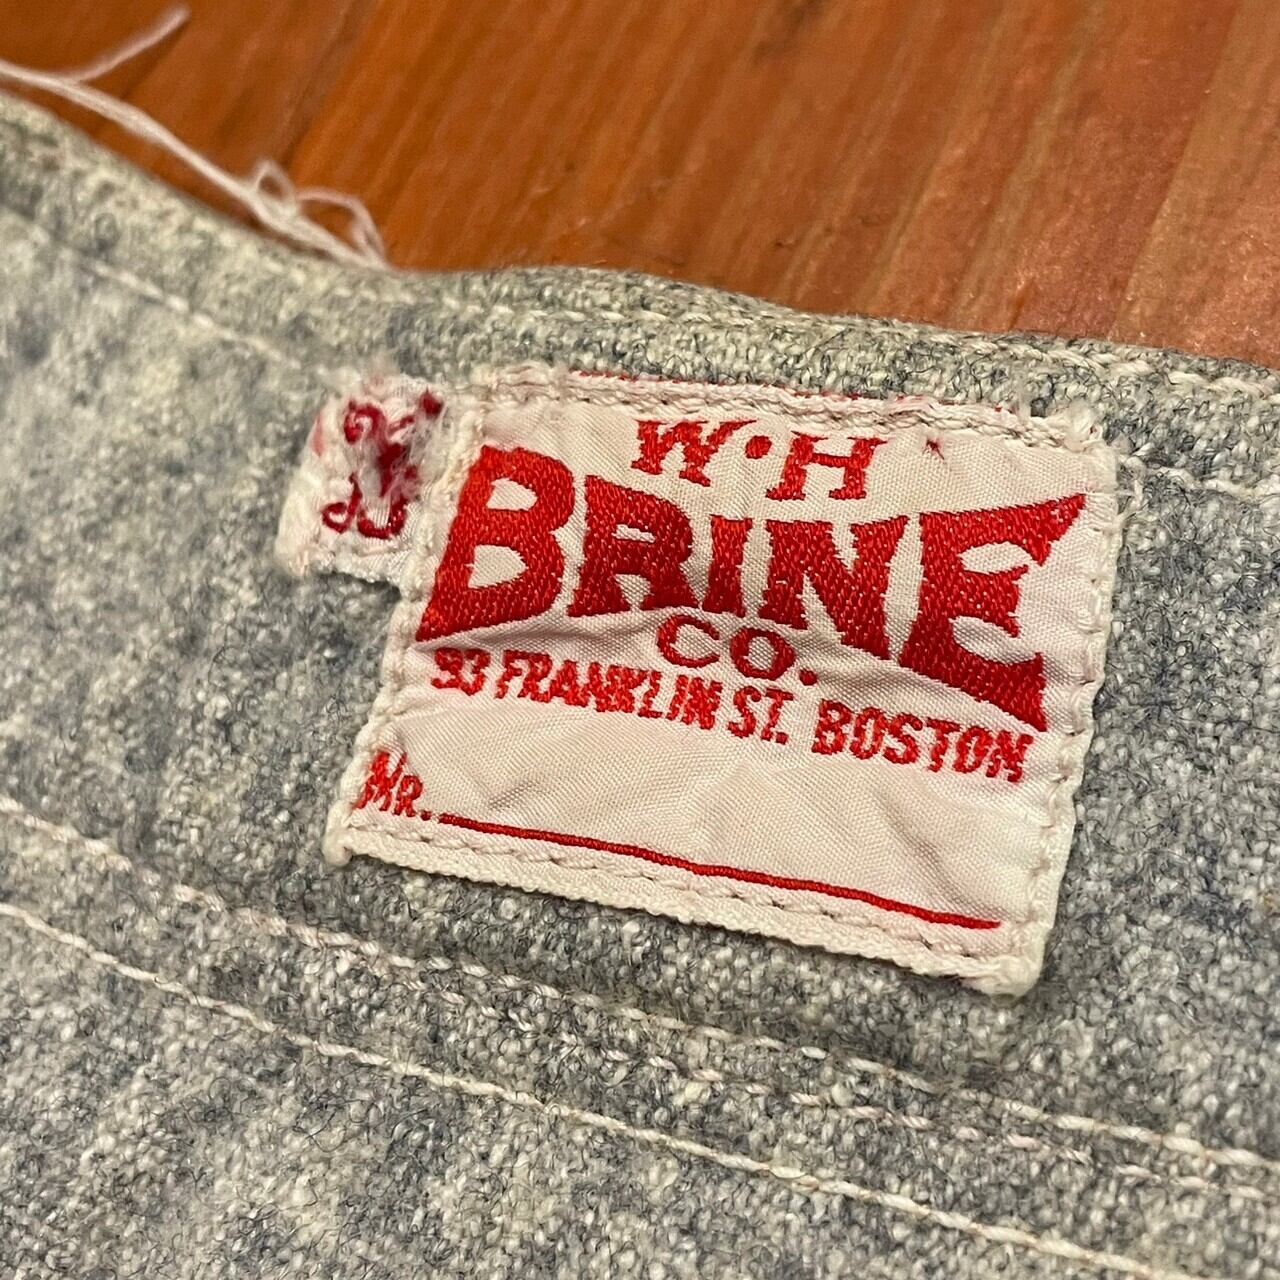 W·H
BRINE
CO.
93 FRANKLIN ST. BOSTON
MR.